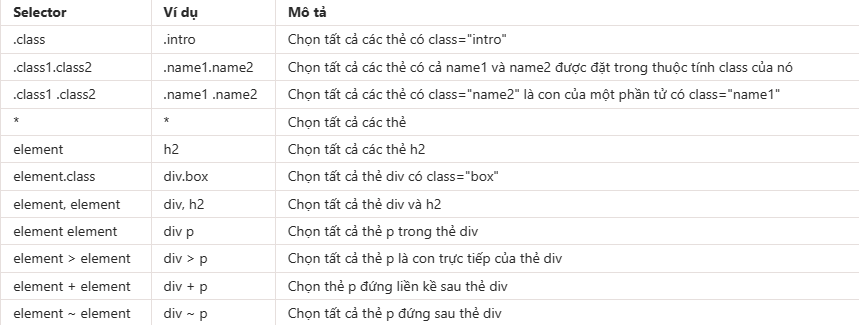 Selector Ví dụ Mô tả
.class .intro Chọn tất cả các thẻ có class="intro"
.class1.class2 .name1.name2 Chọn tất cả các thẻ có cả name1 và name2 được đặt trong thuộc tính class của nó
.class1 .class2 .name1 .name2 Chọn tất cả các thẻ có class="name2" là con của một phần tử có class="name1"
* * Chọn tất cả các thẻ
element h2 Chọn tất cả các thẻ h2
element.class div.box Chọn tất cả thẻ div có class="box"
element, element div, h2 Chọn tất cả thẻ div và h2
element element div p Chọn tất cả thẻ p trong thẻ div
element > element div > p Chọn tất cả thẻ p là con trực tiếp của thẻ div
element + element div + p Chọn thẻ p đứng liền kề sau thẻ div
element ~ element div ~ p Chọn tất cả thẻ p đứng sau thẻ div